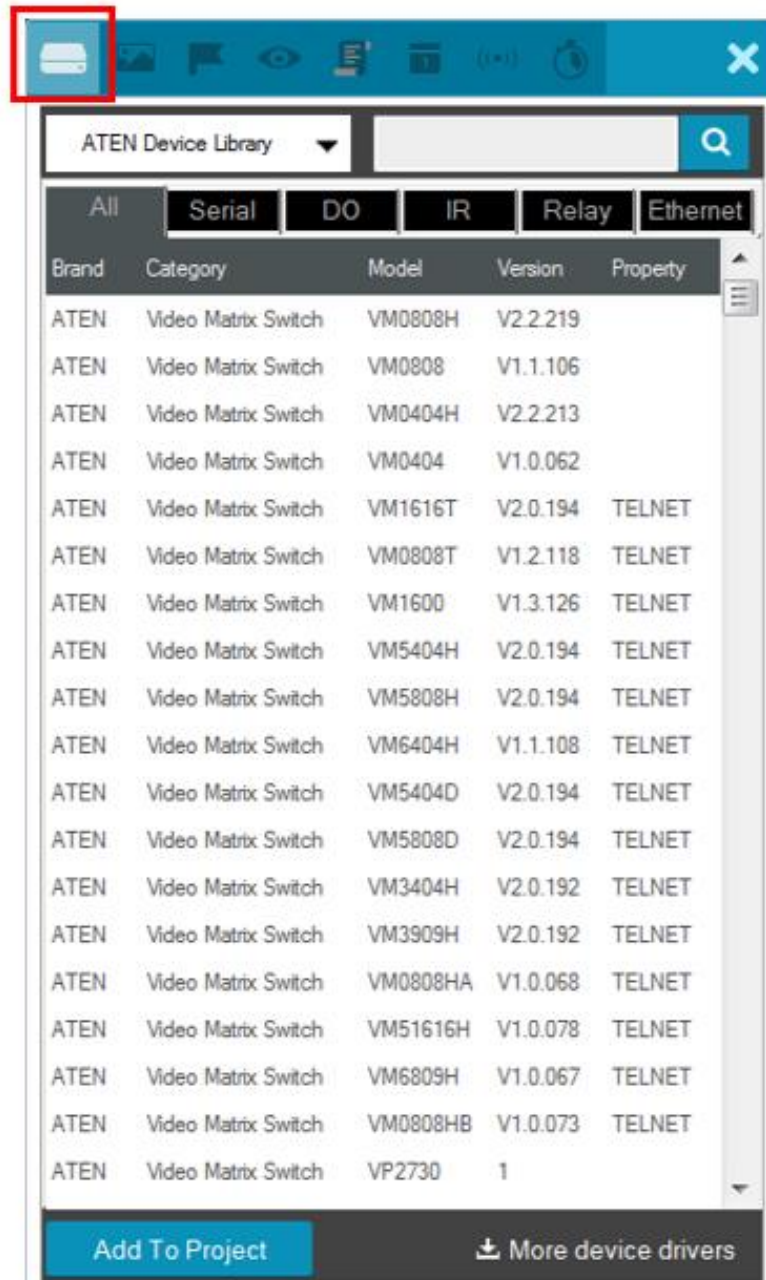 ATEN Device Library
All Serial DO IR Relay Ethernet
Brand Category Model Version Property
ATEN Video Matrix Switch VM0808H V2.2.219
ATEN Video Matrix Switch VM0808 V1.1.106
ATEN Video Matrix Switch VM0404H V2.2.213
ATEN Video Matrix Switch VM0404 V1.0.062
ATEN Video Matrix Switch VM1616T V2.0.194 TELNET
ATEN Video Matrix Switch VM0808T V1.2.118 TELNET
ATEN Video Matrix Switch VM1600 V1.3.126 TELNET
ATEN Video Matrix Switch VM5404H V2.0.194 TELNET
ATEN Video Matrix Switch VM5808H V2.0.194 TELNET
ATEN Video Matrix Switch VM6404H V1.1.108 TELNET
ATEN Video Matrix Switch VM5404D V2.0.194 TELNET
ATEN Video Matrix Switch VM5808D V2.0.194 TELNET
ATEN Video Matrix Switch VM3404H V2.0.192 TELNET
ATEN Video Matrix Switch VM3909H V2.0.192 TELNET
ATEN Video Matrix Switch VM0808HA V1.0.068 TELNET
ATEN Video Matrix Switch VM51616H V1.0.078 TELNET
ATEN Video Matrix Switch VM6809H V1.0.067 TELNET
ATEN Video Matrix Switch VM0808HB V1.0.073 TELNET
ATEN Video Matrix Switch VP2730 1
Add To Project More device drivers